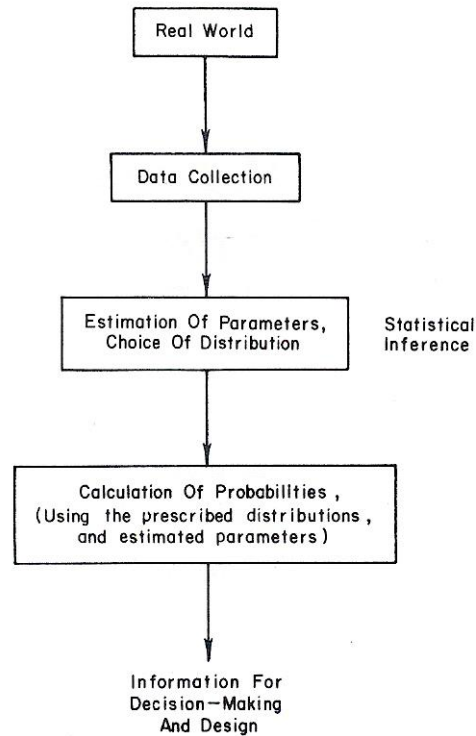 Real World
Data Collection
Estimation Of Parameters,
Choice Of Distribution
Statistical
Inference
Calculation Of Probabilities,
(Using the prescribed distributions,
and estimated parameters)
Information For
Decision-Making
And Design